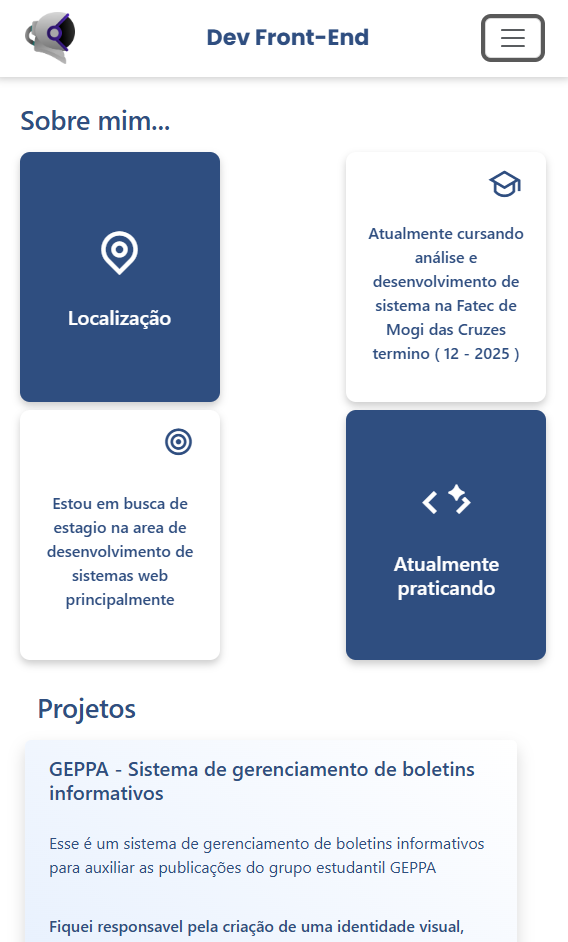 Dev Front-End
Sobre mim...
Localização
Atualmente cursando
análise e
desenvolvimento de
sistema na Fatec de
Mogi das Cruzes
termino ( 12 - 2025 )
Estou em busca de
estagio na area de
desenvolvimento de
sistemas web
principalmente
Atualmente
praticando
Projetos
GEPPA - Sistema de gerenciamento de boletins
informativos
Esse é um sistema de gerenciamento de boletins informativos
para auxiliar as publicações do grupo estudantil GEPPA
Fiquei responsavel pela criação de uma identidade visual,